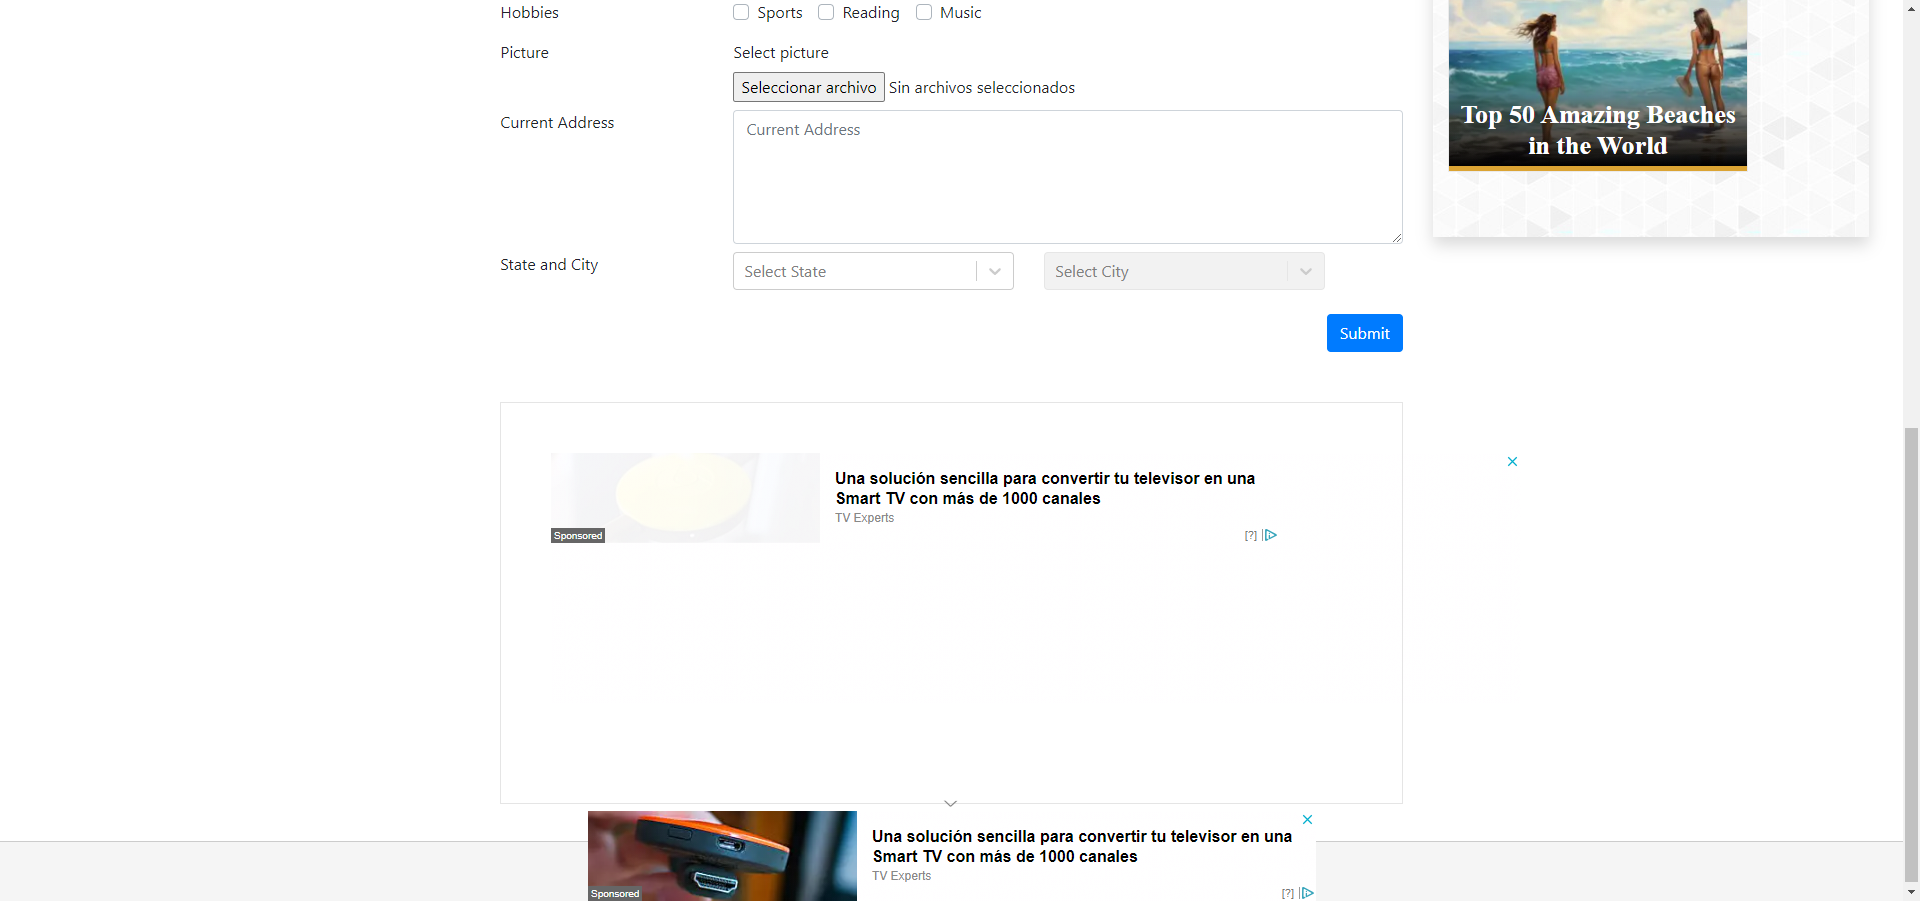 Hobbies
Sports Reading Music
Picture
Select picture
Seleccionar archivo Sin archivos seleccionados
Current Address
Current Address
State and City
Select State
Select City
Submit
Top 50 Amazing Beaches
in the World
Una solución sencilla para convertir tu televisor en una
Smart TV con más de 1000 canales
TV Experts
Sponsored
[?]
Una solución sencilla para convertir tu televisor en una
Smart TV con más de 1000 canales
TV Experts
Sponsored
[?]